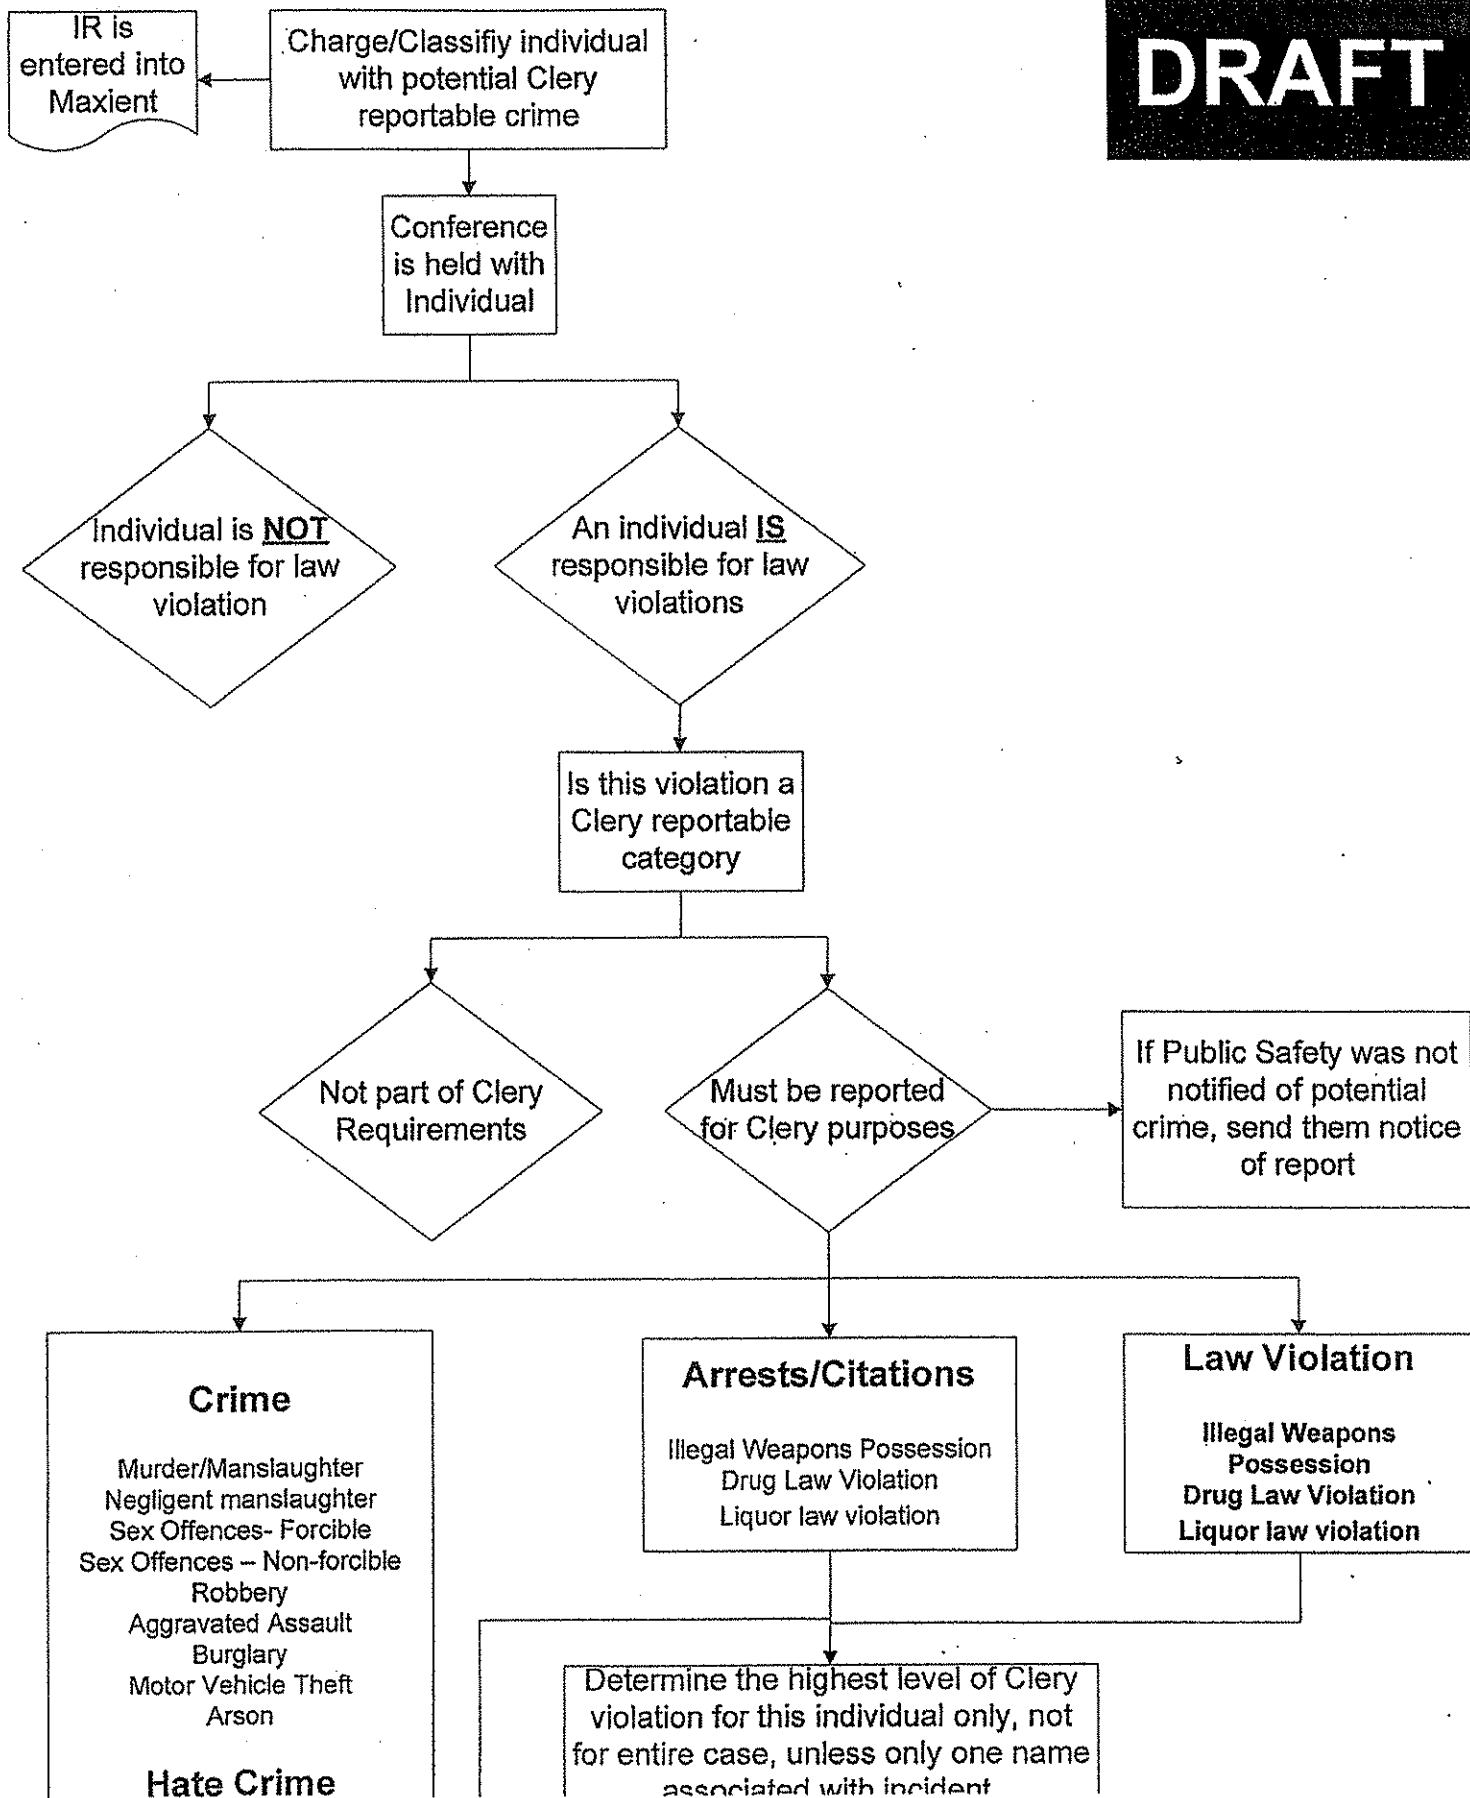 IR is
entered into
Maxient
Charge/Classifiy individual
with potential Clery
reportable crime
DRAFT
Conference
is held with
Individual
Individual is NOT
responsible for law
violation
An individual IS
responsible for law
violations
Is this violation a
Clery reportable
category
Not part of Clery
Requirements
Must be reported
for Clery purposes
If Public Safety was not
notified of potential
crime, send them notice
of report
Crime
Murder/Manslaughter
Negligent manslaughter
Sex Offences- Forcible
Sex Offences – Non-forcible
Robbery
Aggravated Assault
Burglary
Motor Vehicle Theft
Arson
Hate Crime
Arrests/Citations
Illegal Weapons Possession
Drug Law Violation
Liquor law violation
Law Violation
Illegal Weapons
Possession
Drug Law Violation
Liquor law violation
Determine the highest level of Clery
violation for this individual only, not
for entire case, unless only one name
associated with incident